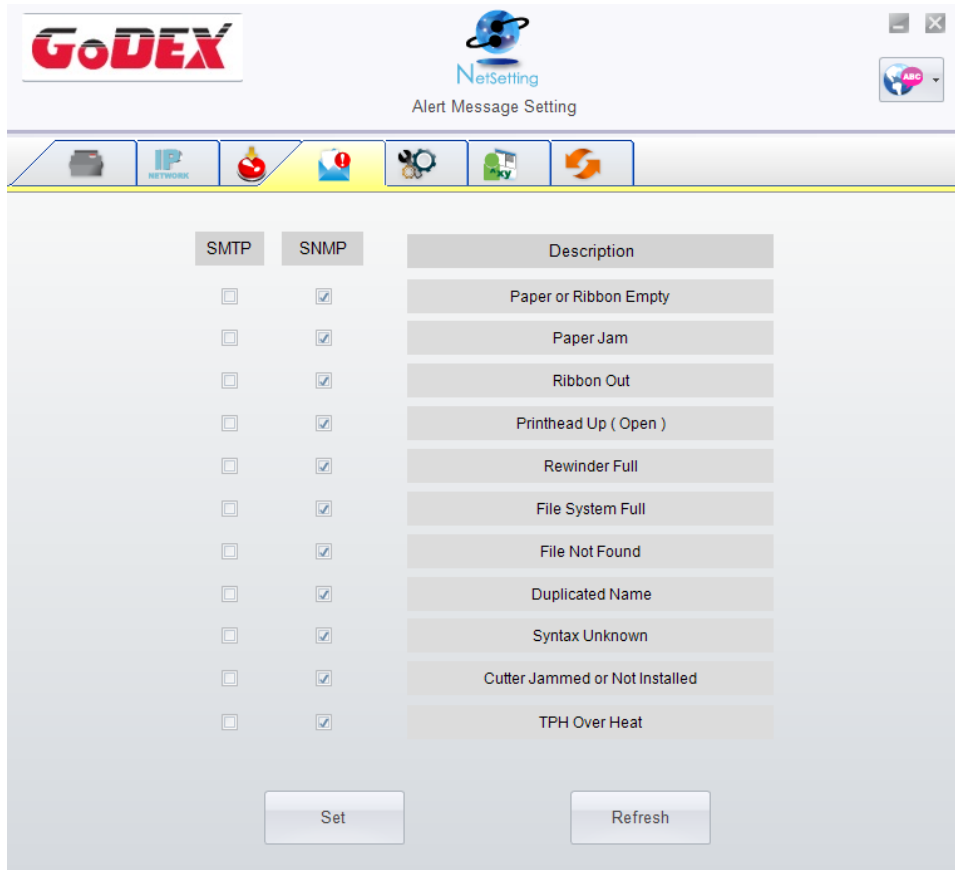 GoDEX
NetSetting
Alert Message Setting
ABC
IP
NETWORK
^xy
SMTP SNMP Description
Paper or Ribbon Empty
Paper Jam
Ribbon Out
Printhead Up ( Open )
Rewinder Full
File System Full
File Not Found
Duplicated Name
Syntax Unknown
Cutter Jammed or Not Installed
TPH Over Heat
Set Refresh